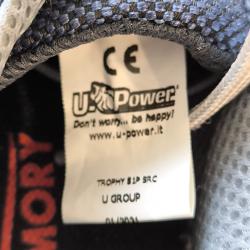 CE
U-Power®
Don't worry... be happy!
www.u-power.it
TROPHY S1P SRC
U GROUP
MORY